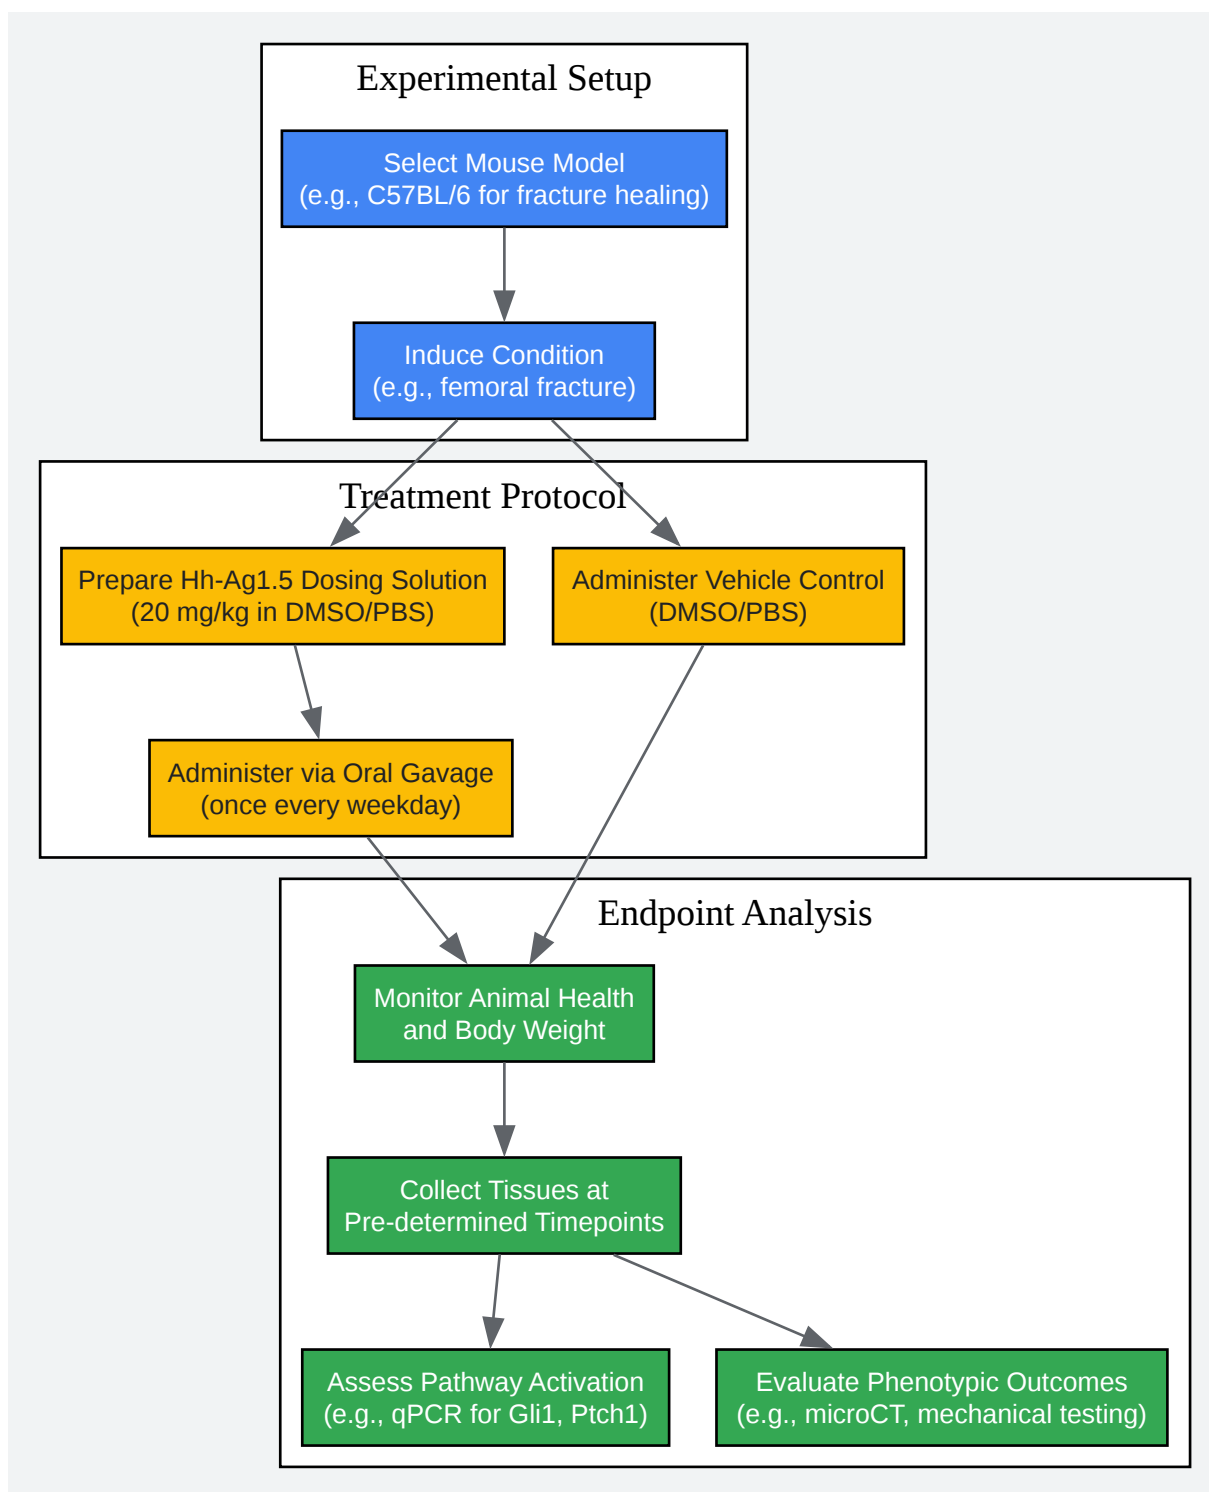 Experimental Setup
Select Mouse Model
(e.g., C57BL/6 for fracture healing)
Induce Condition
(e.g., femoral fracture)
Treatment Protocol
Prepare Hh-Ag1.5 Dosing Solution
(20 mg/kg in DMSO/PBS)
Administer Vehicle Control
(DMSO/PBS)
Administer via Oral Gavage
(once every weekday)
Endpoint Analysis
Monitor Animal Health
and Body Weight
Collect Tissues at
Pre-determined Timepoints
Assess Pathway Activation
(e.g., qPCR for Gli1, Ptch1)
Evaluate Phenotypic Outcomes
(e.g., microCT, mechanical testing)